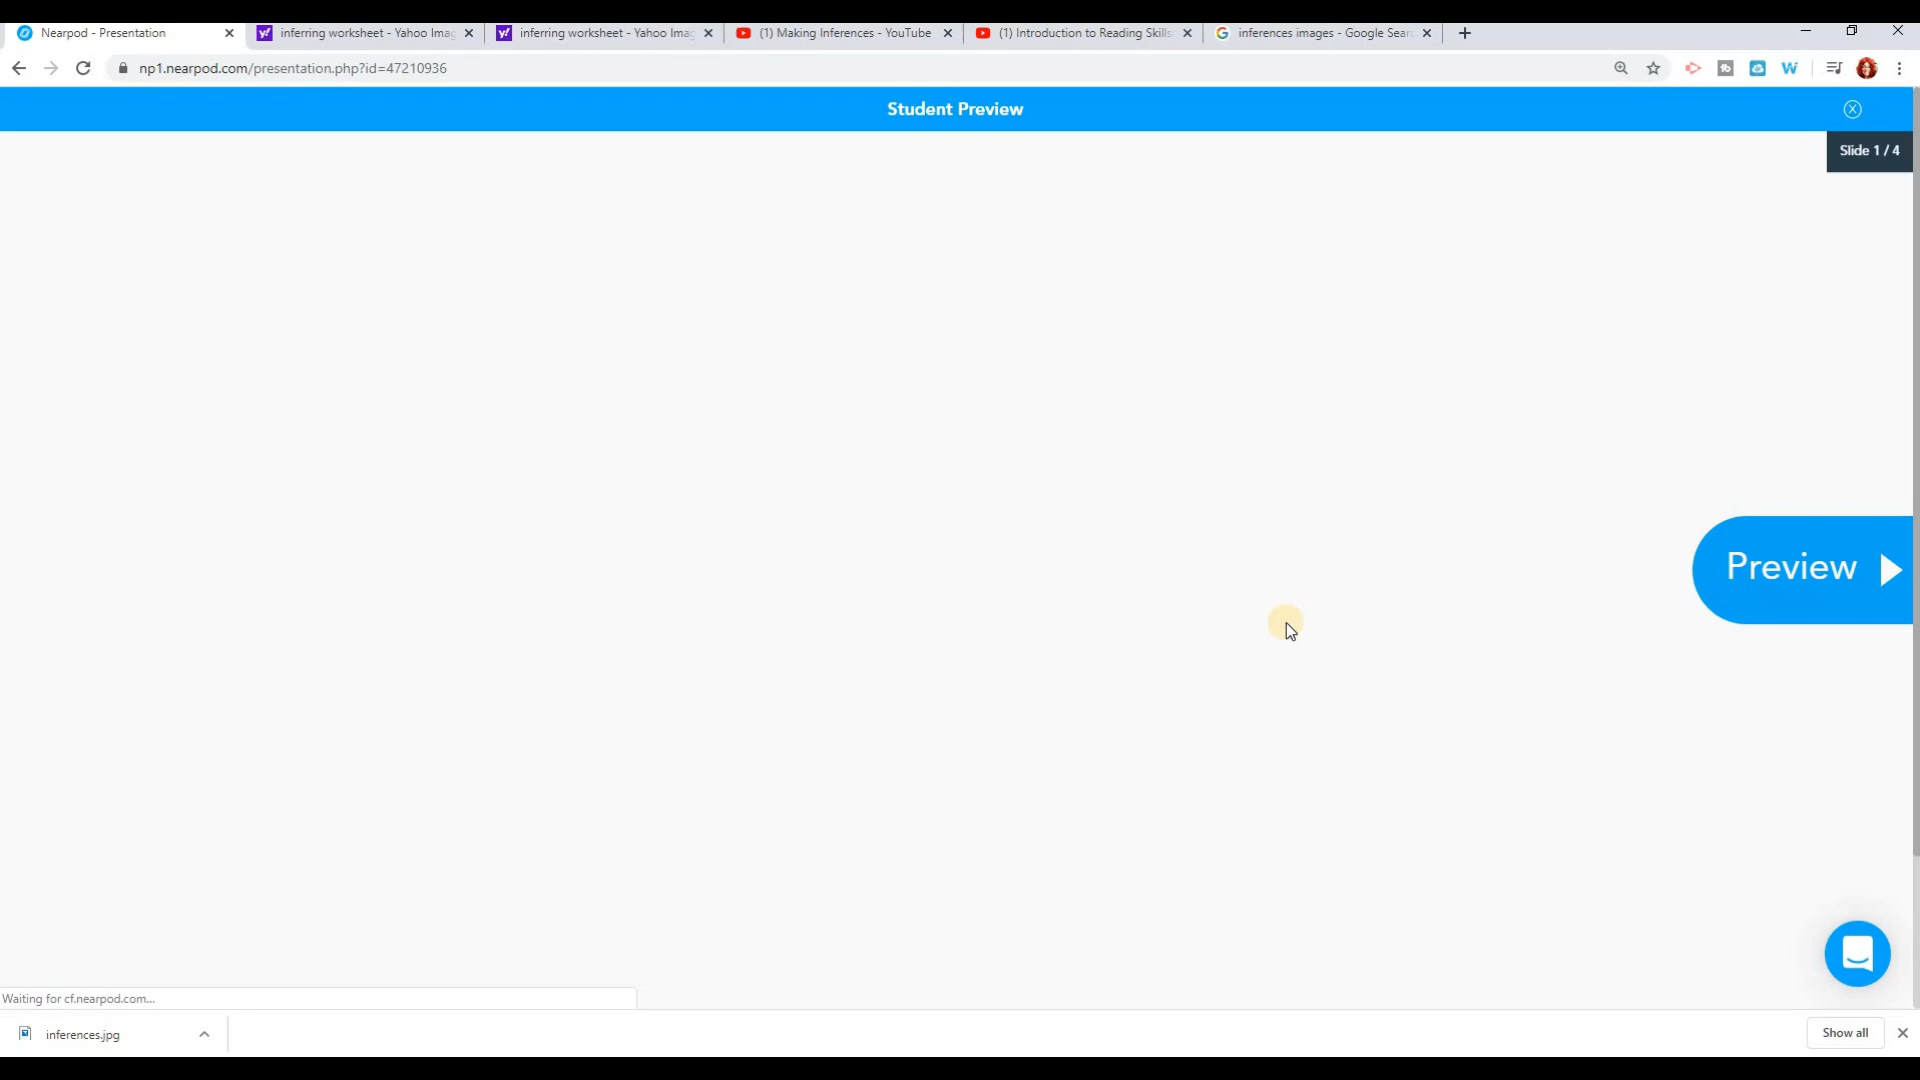 Nearpod - Presentation
inferring worksheet - Yahoo Imag
inferring worksheet - Yahoo Imag
(1) Making Inferences - YouTube
(1) Introduction to Reading Skills
inferences images - Google Sear
np1.nearpod.com/presentation.php?id=47210936
W
Student Preview
Slide 1 / 4
Preview
Waiting for cf.nearpod.com...
inferences.jpg
Show all